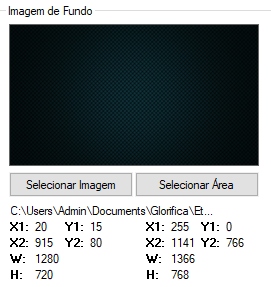 Imagem de Fundo
Selecionar Imagem Selecionar Área
C:\Users\Admin\Documents\Glorifica\Et...
X1: 20 Y1: 15 X1: 255 Y1: 0
X2: 915 Y2: 80 X2: 1141 Y2: 766
W: 1280 W: 1366
H: 720 H: 768